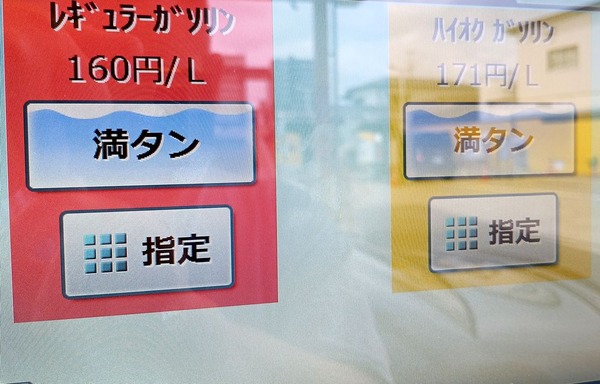 ﾚｷﾞｭﾗｰｶﾞｿﾘﾝ
160円/L
満タン
指定
ﾊｲｵｸ ｶﾞｿﾘﾝ
171円/L
満タン
指定